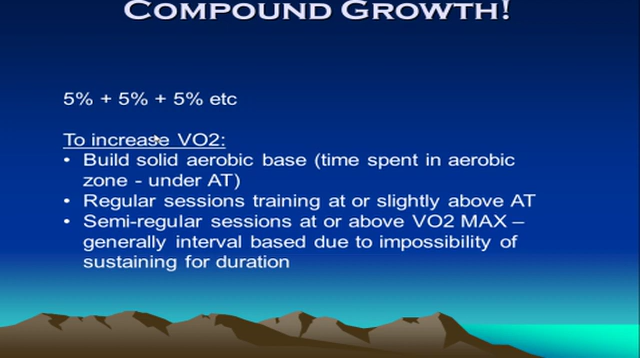 COMPOUND GROWTH!
5% + 5% + 5% etc
To increase VO2:
• Build solid aerobic base (time spent in aerobic
zone - under AT)
• Regular sessions training at or slightly above AT
• Semi-regular sessions at or above VO2 MAX –
generally interval based due to impossibility of
sustaining for duration